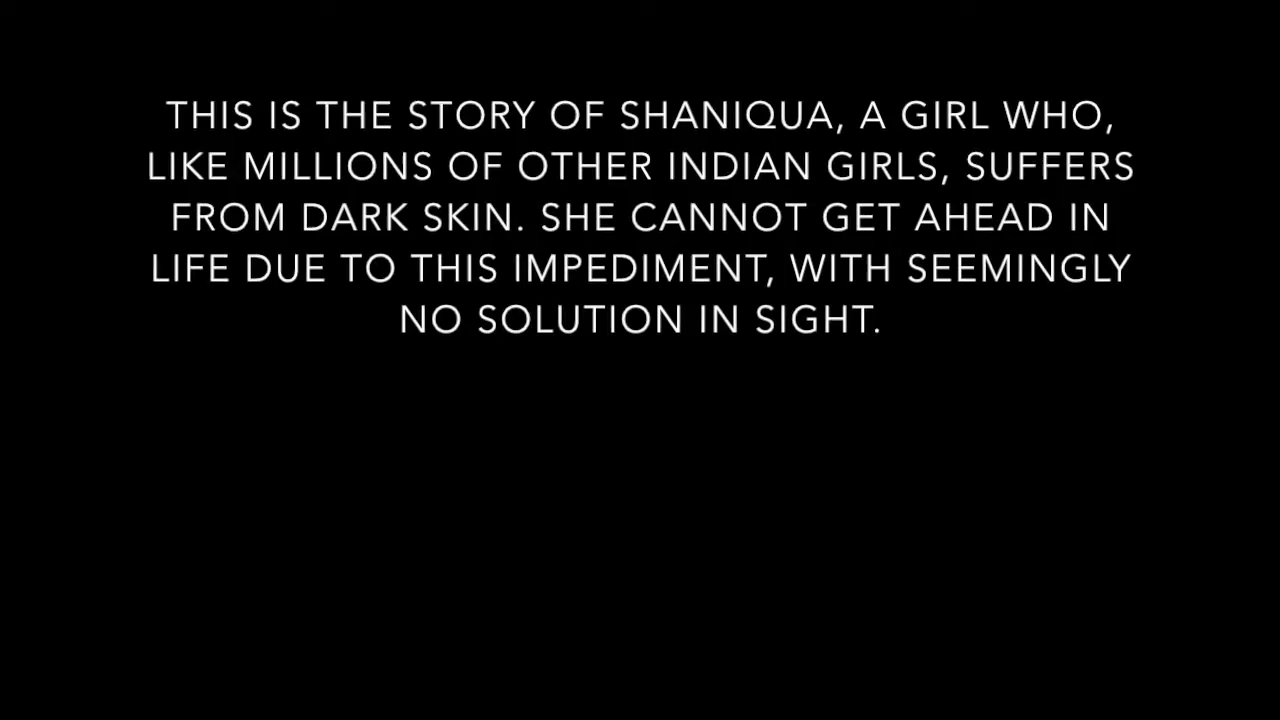 THIS IS THE STORY OF SHANIQUA, A GIRL WHO,
LIKE MILLIONS OF OTHER INDIAN GIRLS, SUFFERS
FROM DARK SKIN. SHE CANNOT GET AHEAD IN
LIFE DUE TO THIS IMPEDIMENT, WITH SEEMINGLY
NO SOLUTION IN SIGHT.